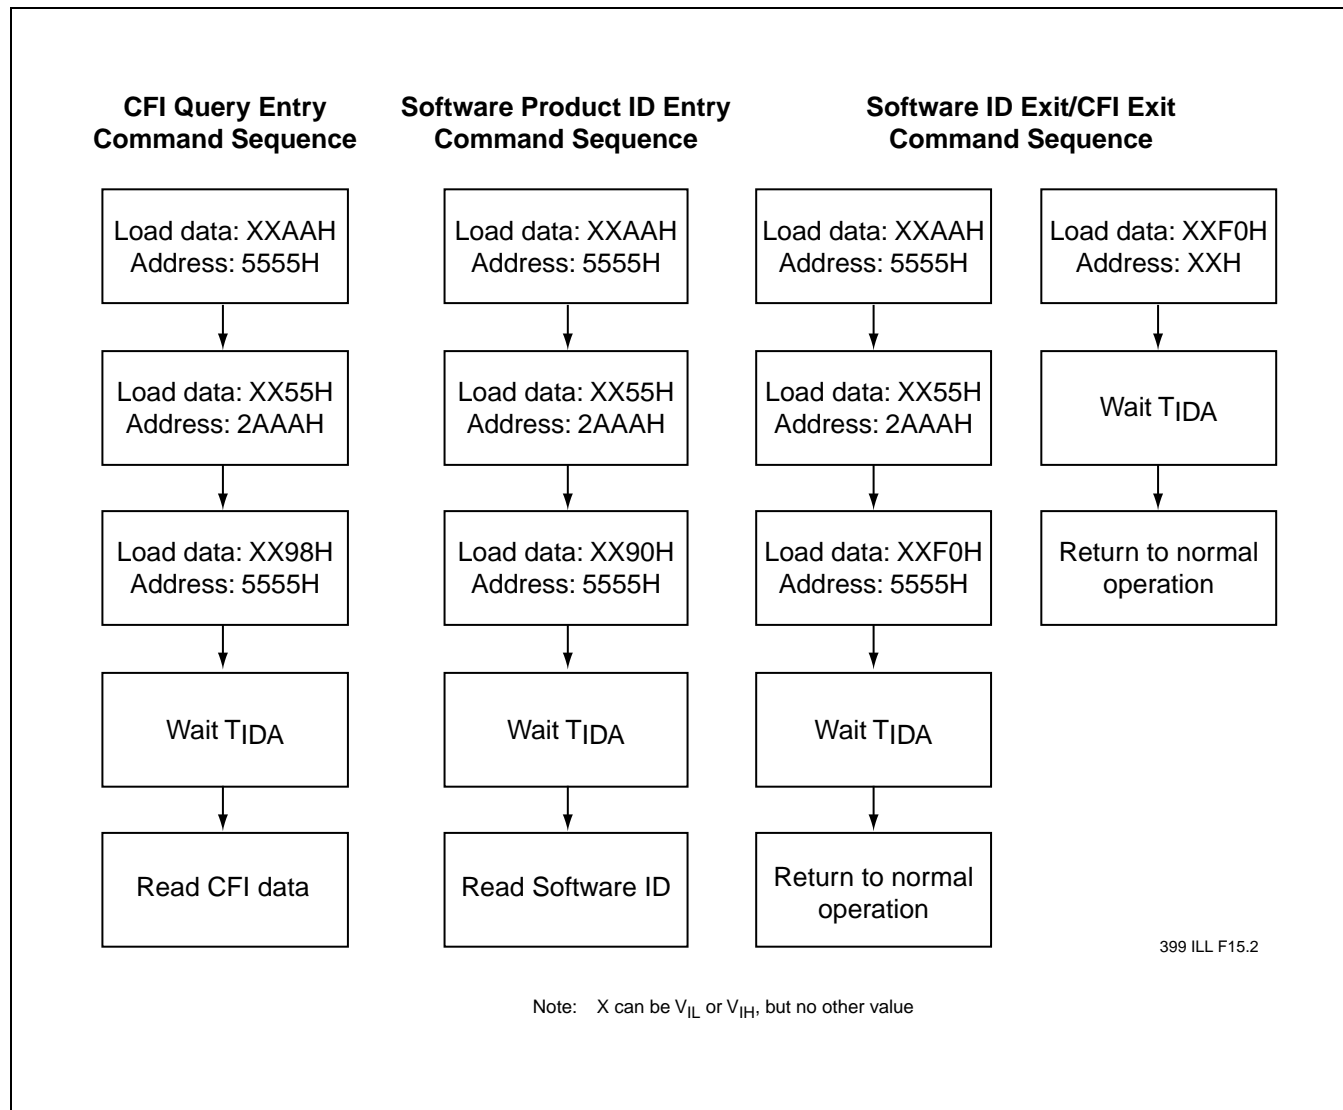 CFI Query Entry
Command Sequence
Load data: XXAAH
Address: 5555H
Load data: XX55H
Address: 2AAAH
Load data: XX98H
Address: 5555H
Wait TIDA
Read CFI data
Software Product ID Entry
Command Sequence
Load data: XXAAH
Address: 5555H
Load data: XX55H
Address: 2AAAH
Load data: XX90H
Address: 5555H
Wait TIDA
Read Software ID
Software ID Exit/CFI Exit
Command Sequence
Load data: XXAAH
Address: 5555H
Load data: XX55H
Address: 2AAAH
Load data: XXF0H
Address: 5555H
Wait TIDA
Return to normal
operation
Load data: XXF0H
Address: XXH
Wait TIDA
Return to normal
operation
399 ILL F15.2
Note: X can be VIL or VIH, but no other value